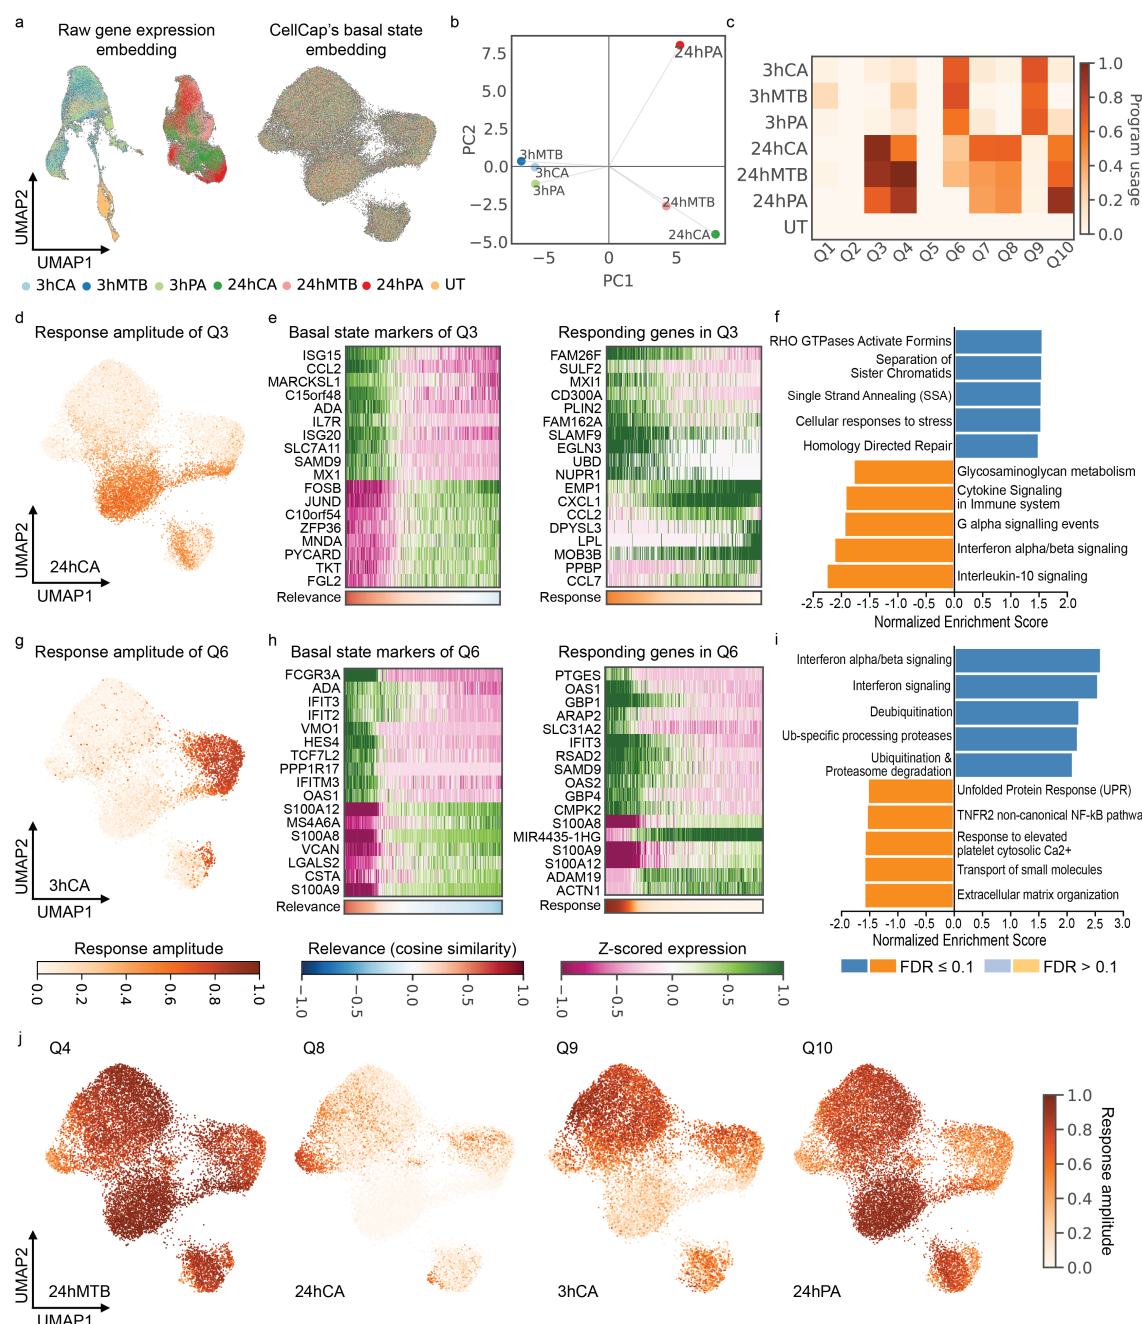 a
Raw gene expression
embedding
CellCap's basal state
embedding
UMAP2
UMAP1
3hCA 3hMTB 3hPA 24hCA 24hMTB 24hPA UT
b
7.5
5.0
2.5
0.0
−2.5
−5.0
PC2
−5 0 5
PC1
24hPA
3hMTB
3hCA
3hPA
24hMTB
24hCA
c
3hCA
3hMTB
3hPA
24hCA
24hMTB
24hPA
UT
Q1 Q2 Q3 Q4 Q5 Q6 Q7 Q8 Q9 Q10
1.0
0.8
0.6
0.4
0.2
0.0
Program usage
d
Response amplitude of Q3
UMAP2
24hCA
UMAP1
e
Basal state markers of Q3
ISG15
CCL2
MARCKSL1
C15orf48
ADA
IL7R
ISG20
SLC7A11
SAMD9
MX1
FOSB
JUND
C10orf54
ZFP36
MNDA
PYCARD
TKT
FGL2
Relevance
Responding genes in Q3
FAM26F
SULF2
MXI1
CD300A
PLIN2
FAM162A
SLAMF9
EGLN3
UBD
NUPR1
EMP1
CXCL1
CCL2
DPYSL3
LPL
MOB3B
PPBP
CCL7
Response
f
RHO GTPases Activate Formins
Separation of
Sister Chromatids
Single Strand Annealing (SSA)
Cellular responses to stress
Homology Directed Repair
Glycosaminoglycan metabolism
Cytokine Signaling
in Immune system
G alpha signalling events
Interferon alpha/beta signaling
Interleukin-10 signaling
-2.5 -2.0 -1.5 -1.0 -0.5 0.0 0.5 1.0 1.5 2.0
Normalized Enrichment Score
g
Response amplitude of Q6
UMAP2
3hCA
UMAP1
h
Basal state markers of Q6
FCGR3A
ADA
IFIT3
IFIT2
VMO1
HES4
TCF7L2
PPP1R17
IFITM3
OAS1
S100A12
MS4A6A
S100A8
VCAN
LGALS2
CSTA
S100A9
Relevance
Responding genes in Q6
PTGES
OAS1
GBP1
ARAP2
SLC31A2
IFIT3
RSAD2
SAMD9
OAS2
GBP4
CMPK2
S100A8
MIR4435-1HG
S100A9
S100A12
ADAM19
ACTN1
Response
i
Interferon alpha/beta signaling
Interferon signaling
Deubiquitination
Ub-specific processing proteases
Ubiquitination &
Proteasome degradation
Unfolded Protein Response (UPR)
TNFR2 non-canonical NF-kB pathwa
Response to elevated
platelet cytosolic Ca2+
Transport of small molecules
Extracellular matrix organization
-2.0 -1.0 -1.0 0.0 1.0 2.0 1.0 2.0 3.0
Normalized Enrichment Score
FDR ≤ 0.1 FDR > 0.1
Response amplitude
0.0 0.2 0.4 0.6 0.8 1.0
Relevance (cosine similarity)
−1.0 −0.5 0.0 0.5 1.0
Z-scored expression
−1.0 −0.5 0.0 0.5 1.0
j
Q4
UMAP2
24hMTB
UMAP1
Q8
24hCA
Q9
3hCA
Q10
24hPA
1.0
0.8
0.6
0.4
0.2
0.0
Response amplitude